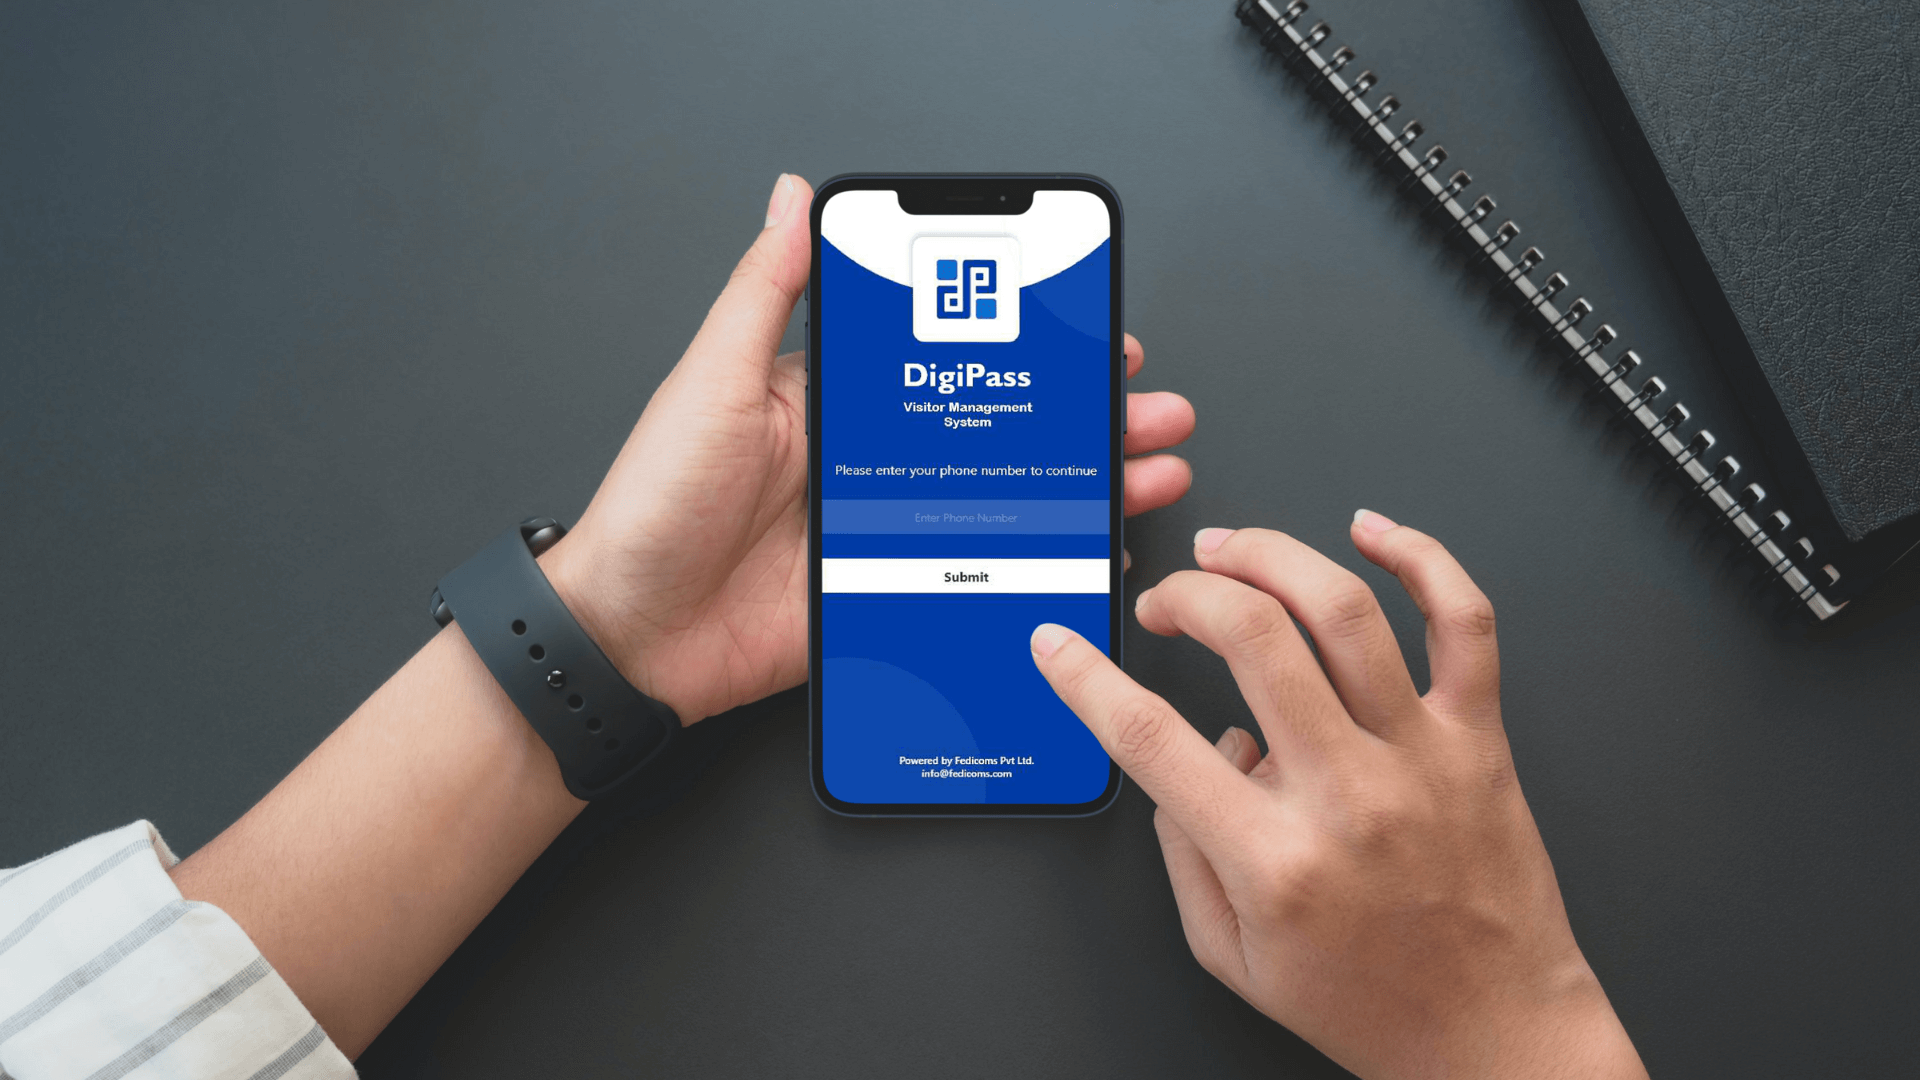 DigiPass
Visitor Management
System
Please enter your phone number to continue
Enter Phone Number
Submit
Powered by Fedicoms Pvt Ltd.
info@fedicoms.com